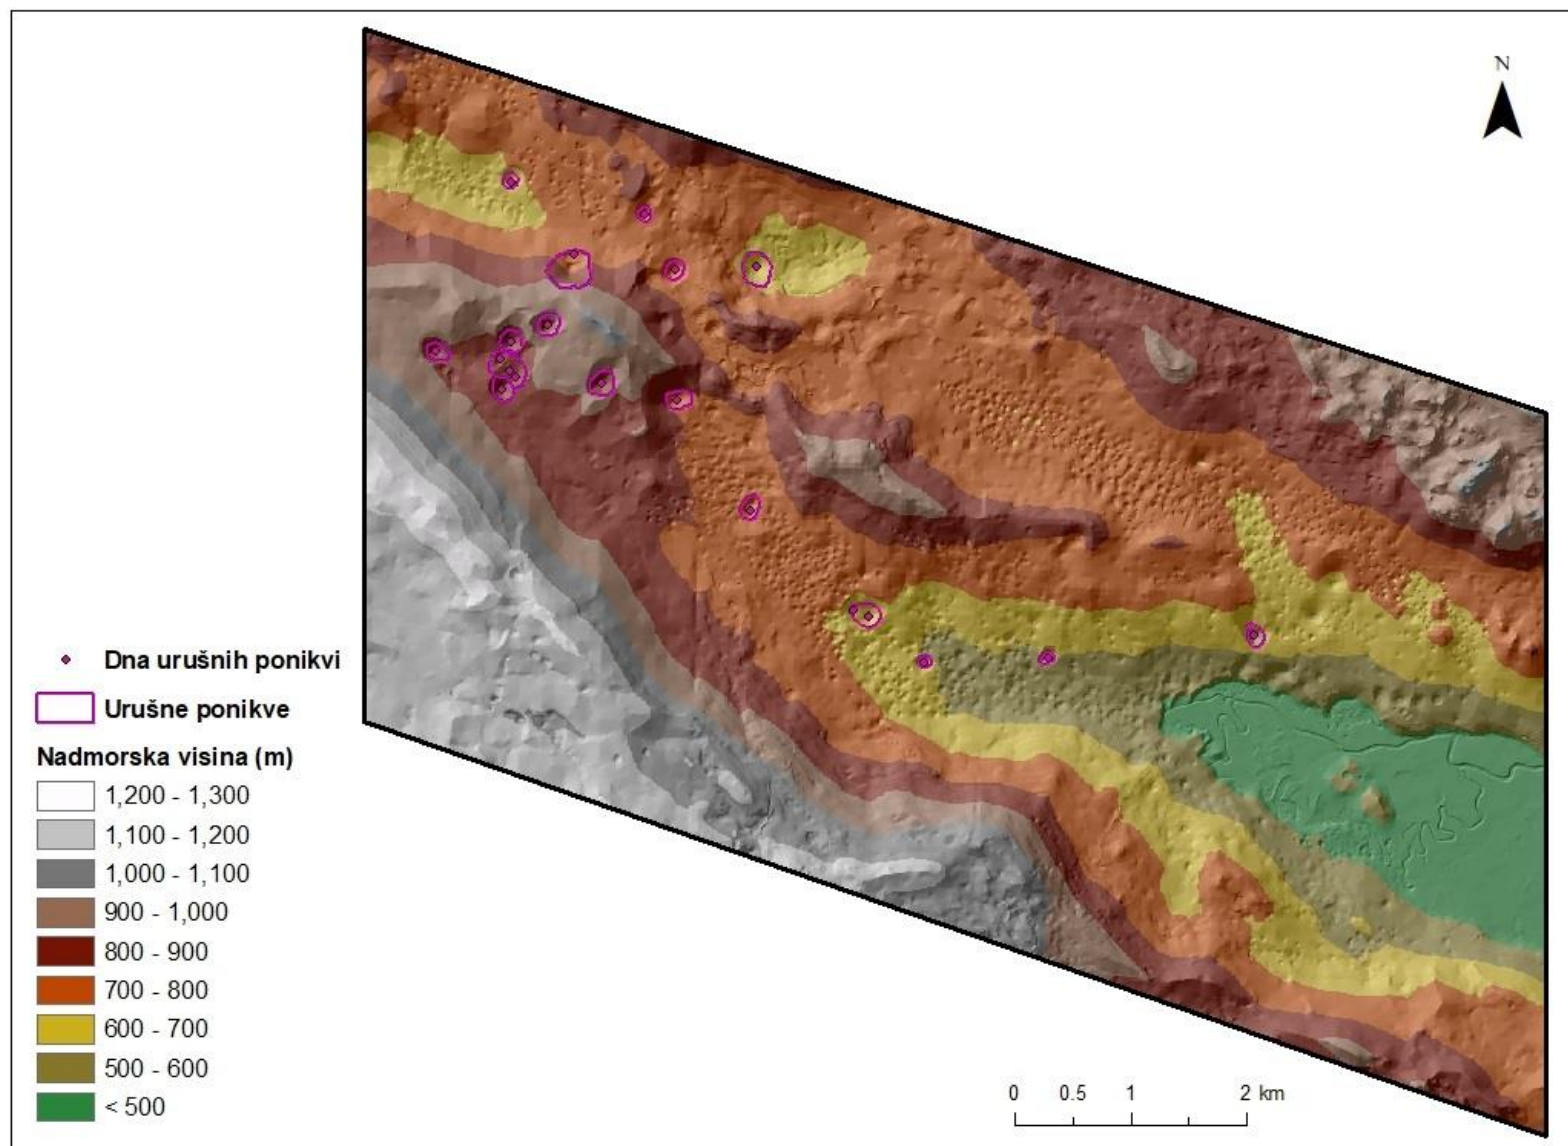 N
Dna urušnih ponikvi
Urušne ponikve
Nadmorska visina (m)
1,200 - 1,300
1,100 - 1,200
1,000 - 1,100
900 - 1,000
800 - 900
700 - 800
600 - 700
500 - 600
< 500
0 0.5 1 2 km